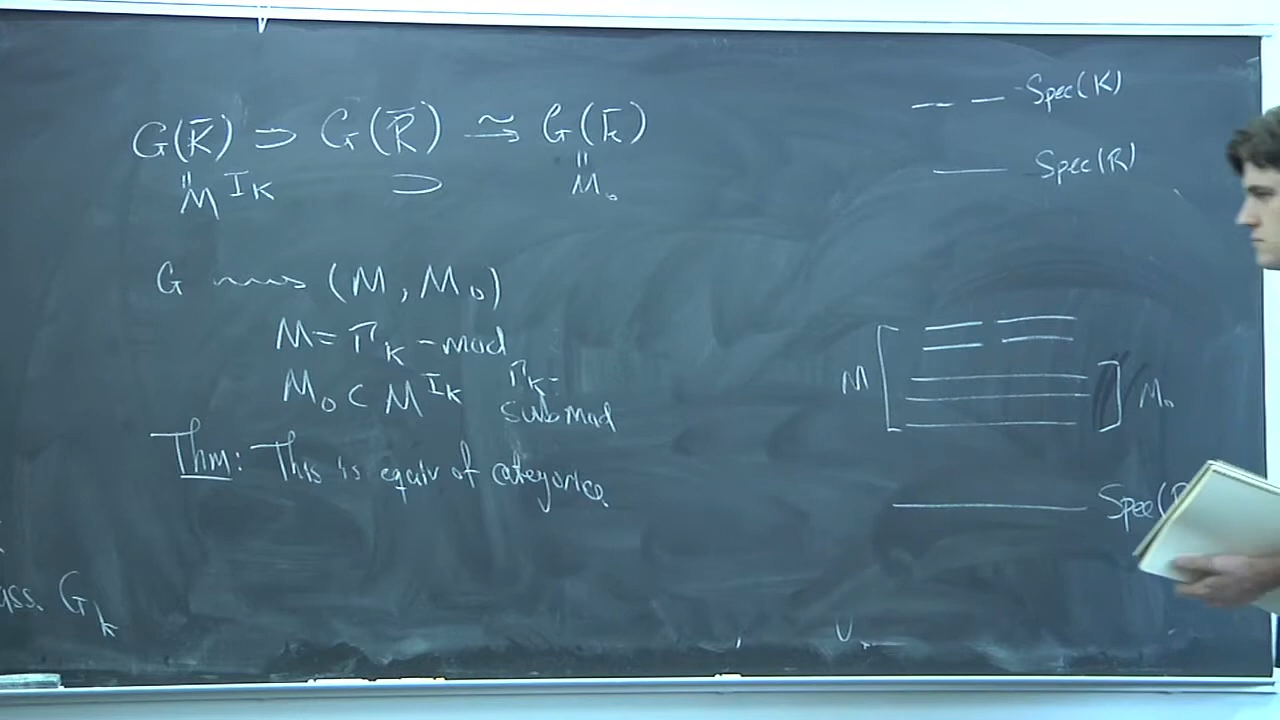 G(K̄) ⊃ G(R̄) ⥲ G(k̄)
M^{I_K} ⊃ M₀
G ⇝ (M, M₀)
M = Γ_K - mod
M₀ ⊂ M^{I_K} Γ_K - submod
Thm: This is equiv of categories
ass. G_k
Spec(K)
Spec(R)
M
M₀
Spec(